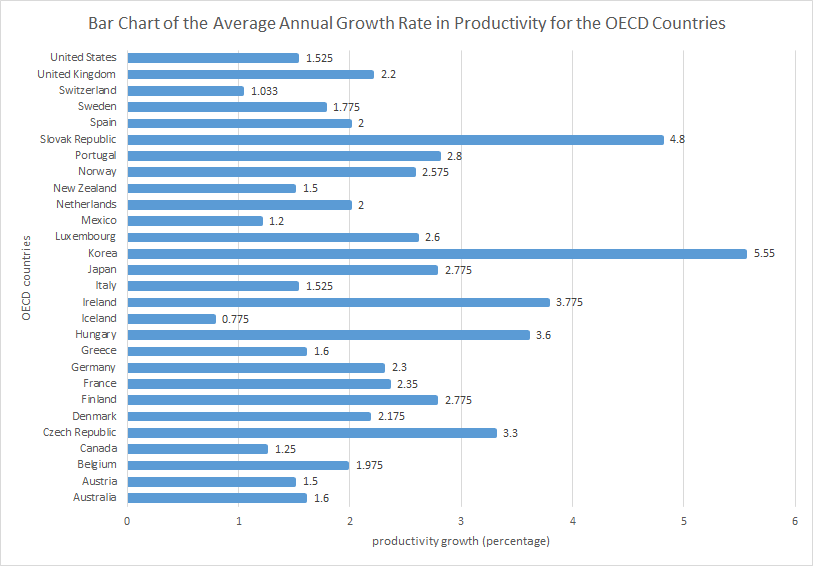 Bar Chart of the Average Annual Growth Rate in Productivity for the OECD Countries
OECD countries
United States 1.525
United Kingdom 2.2
Switzerland 1.033
Sweden 1.775
Spain 2
Slovak Republic 4.8
Portugal 2.8
Norway 2.575
New Zealand 1.5
Netherlands 2
Mexico 1.2
Luxembourg 2.6
Korea 5.55
Japan 2.775
Italy 1.525
Ireland 3.775
Iceland 0.775
Hungary 3.6
Greece 1.6
Germany 2.3
France 2.35
Finland 2.775
Denmark 2.175
Czech Republic 3.3
Canada 1.25
Belgium 1.975
Austria 1.5
Australia 1.6
0 1 2 3 4 5 6
productivity growth (percentage)